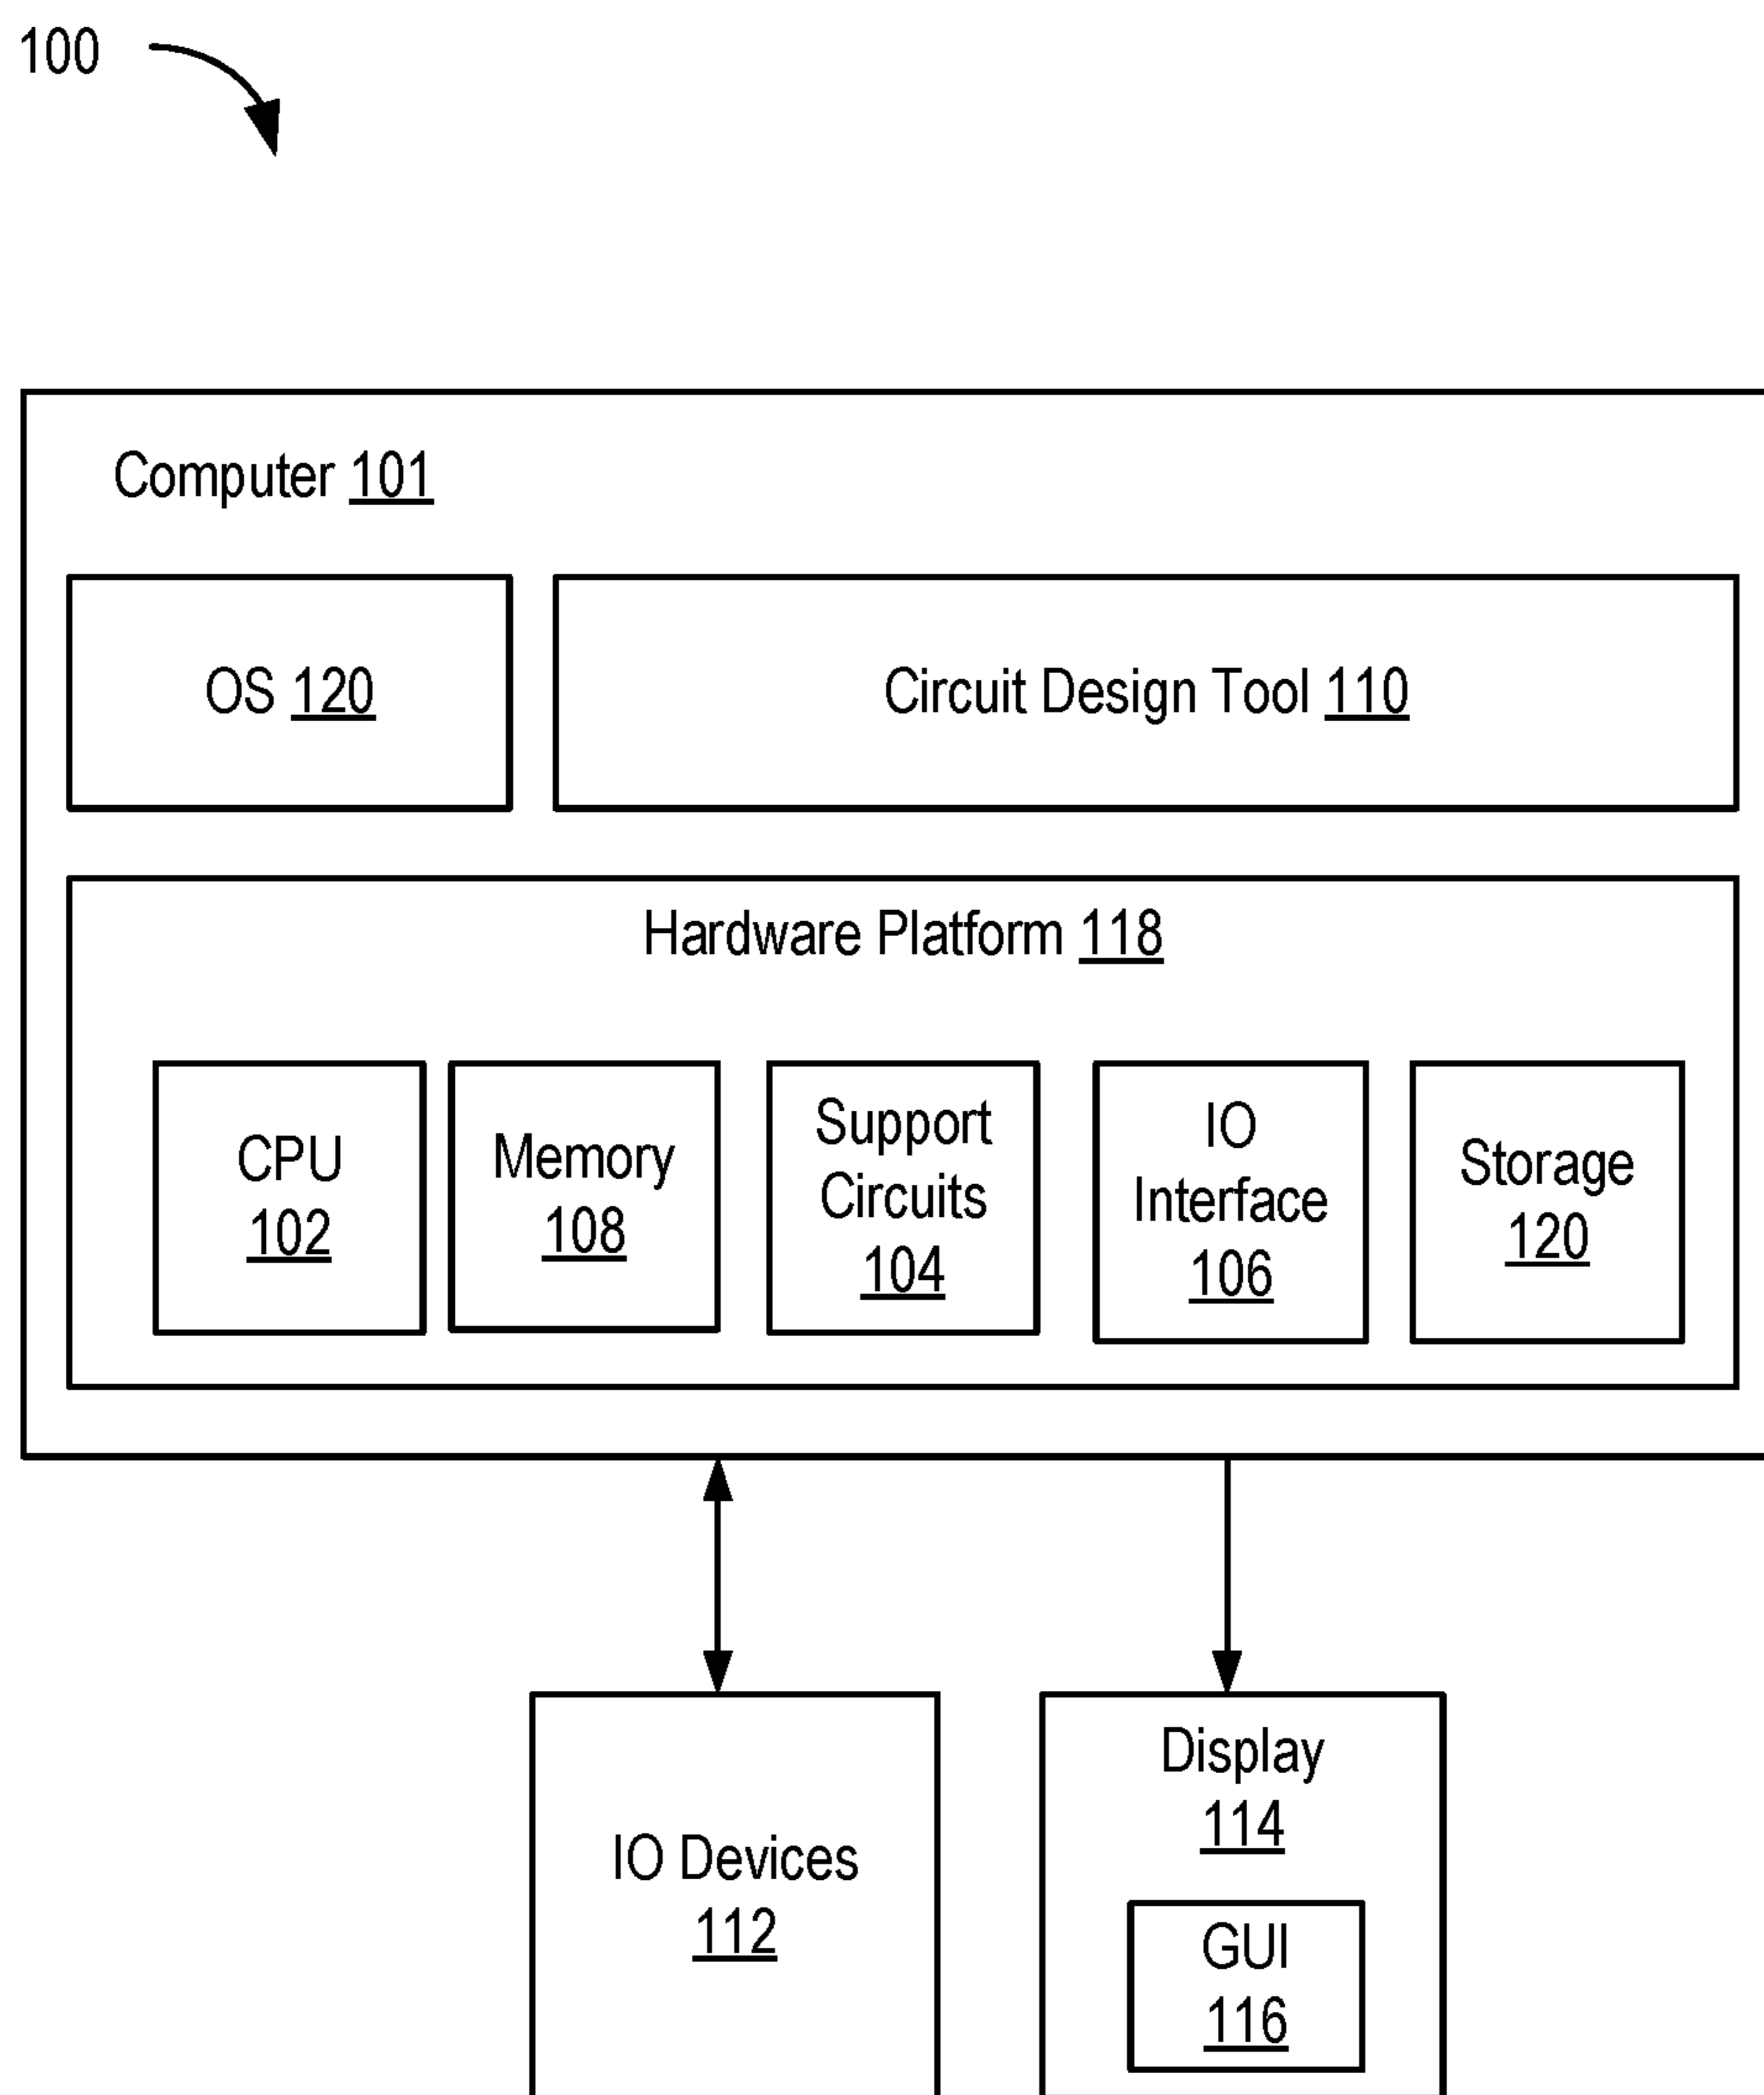 100
Computer 101
OS 120
Circuit Design Tool 110
Hardware Platform 118
CPU
102
Memory
108
Support
Circuits
104
IO
Interface
106
Storage
120
IO Devices
112
Display
114
GUI
116